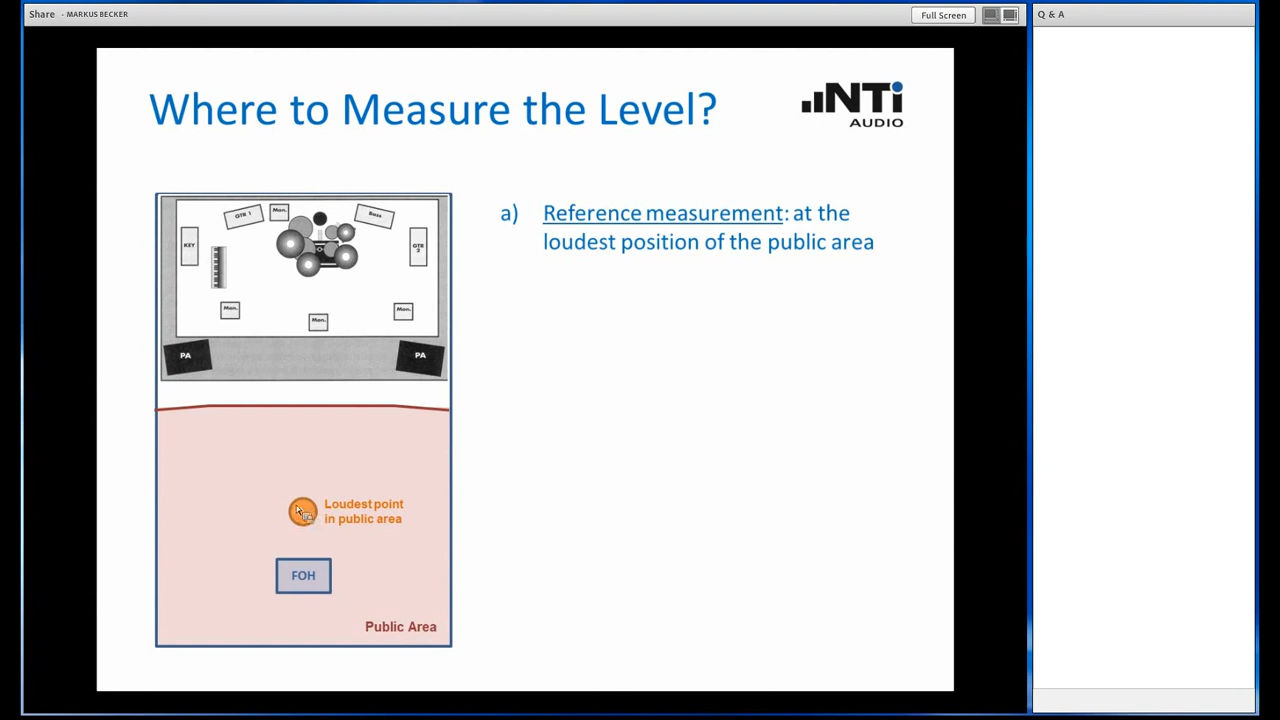 Share - MARKUS BECKER
Full Screen
Q & A
Where to Measure the Level?
NTi
AUDIO
GTR 1
Mon.
Bass
KEY
GTR 2
Mon.
Mon.
Mon.
PA
PA
a) Reference measurement: at the
loudest position of the public area
Loudest point
in public area
FOH
Public Area